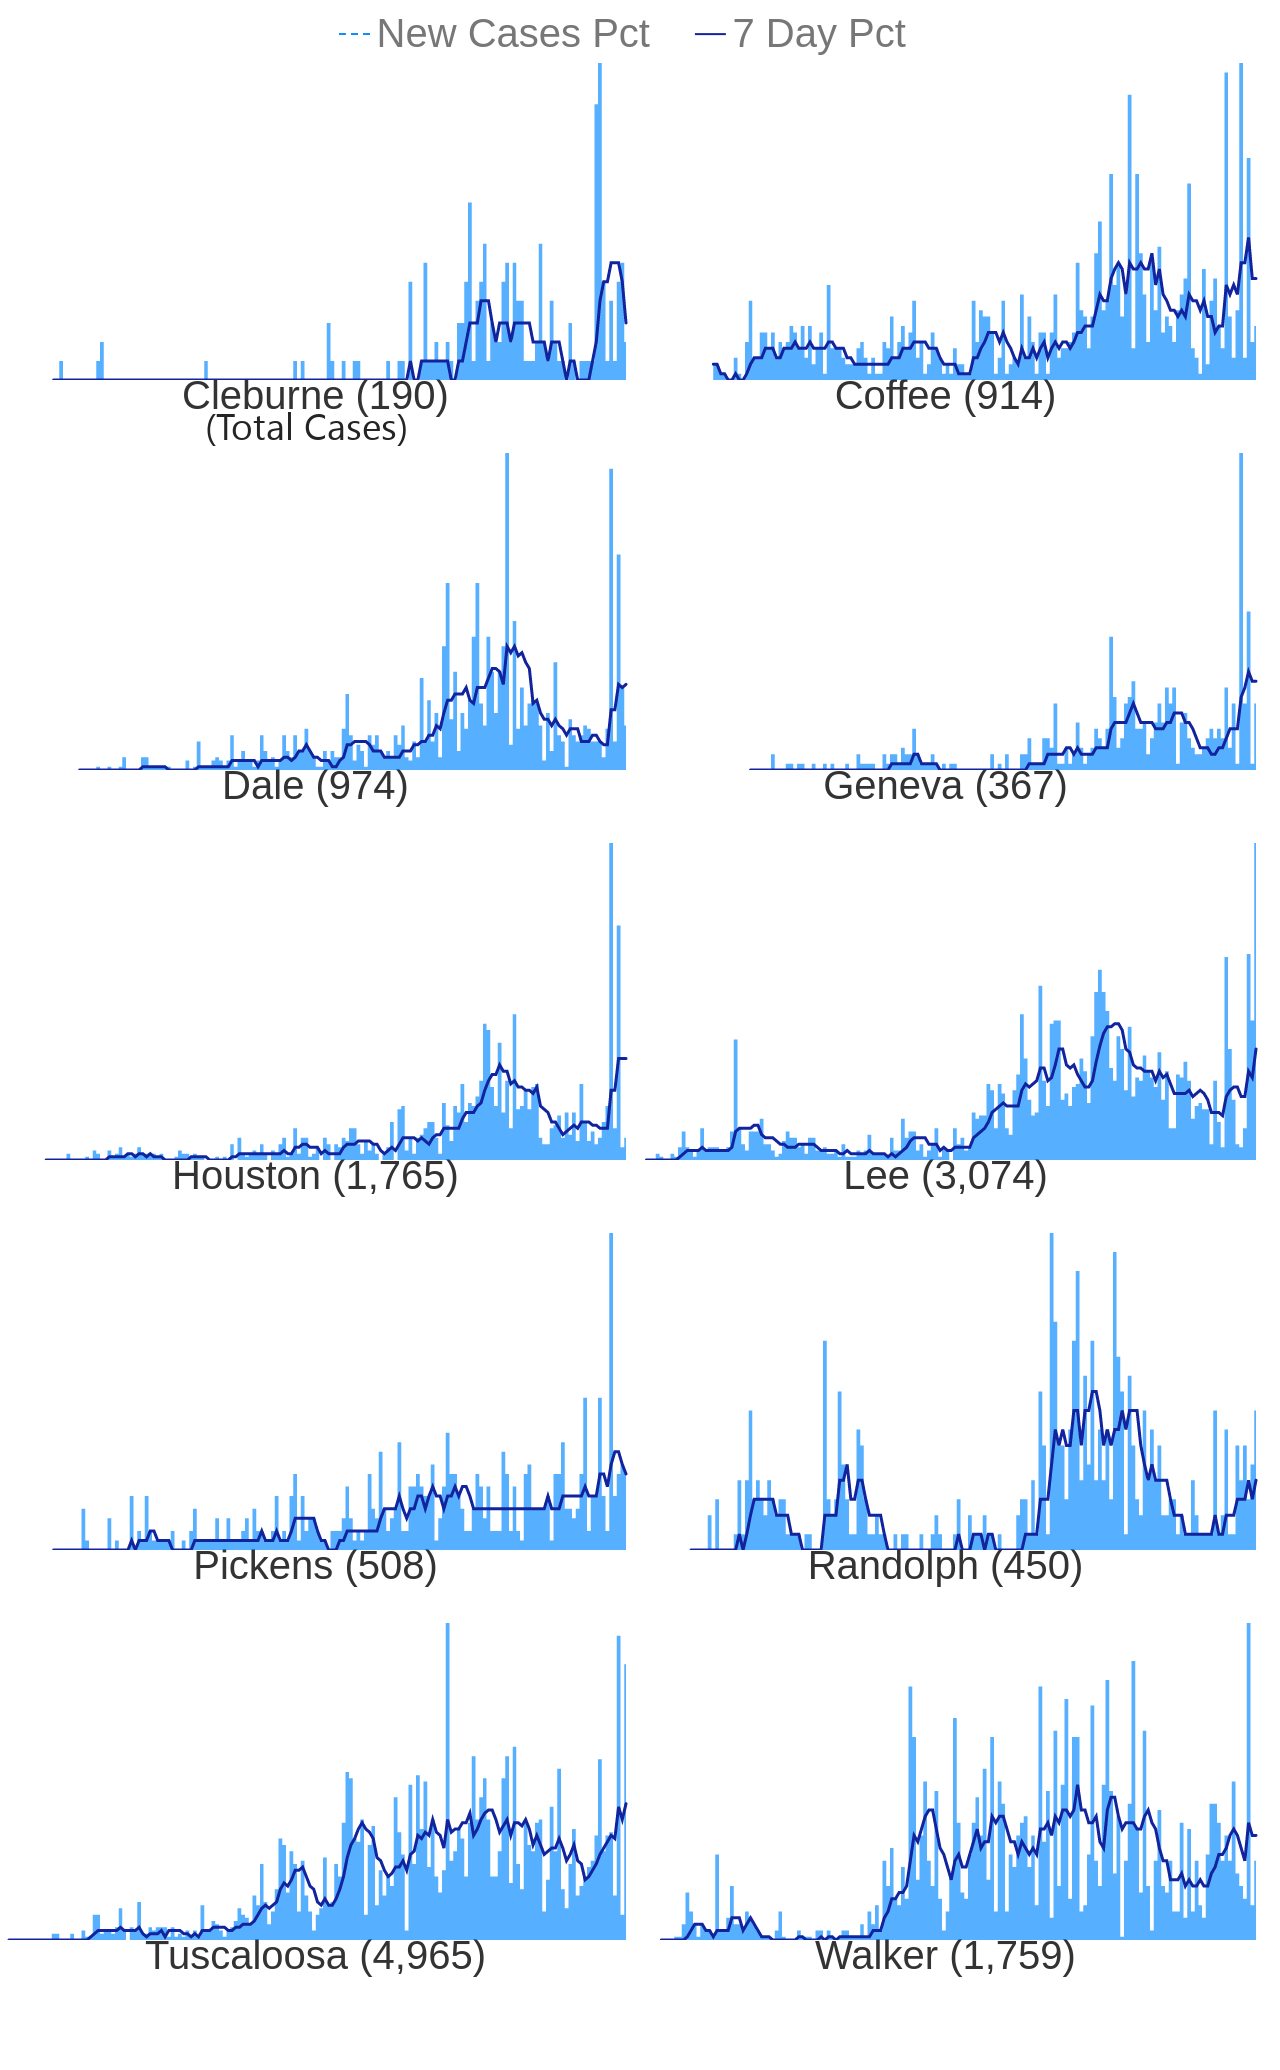 New Cases Pct 7 Day Pct
Cleburne (190) Coffee (914)
(Total Cases)
Dale (974) Geneva (367)
Houston (1,765) Lee (3,074)
Pickens (508) Randolph (450)
Tuscaloosa (4,965) Walker (1,759)